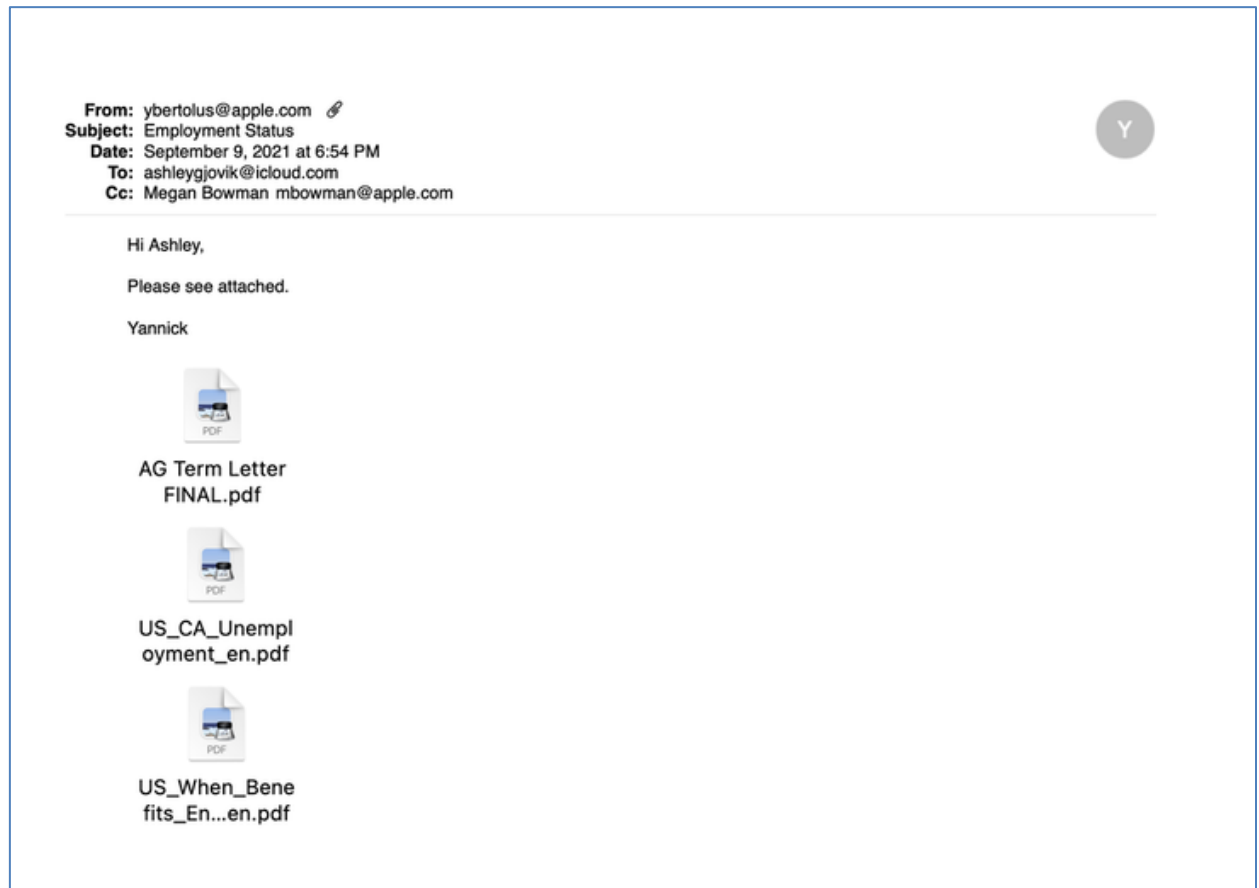 From: ybertolus@apple.com
Subject: Employment Status
Date: September 9, 2021 at 6:54 PM
To: ashleygjovik@icloud.com
Cc: Megan Bowman mbowman@apple.com
Y
Hi Ashley,
Please see attached.
Yannick
PDF
AG Term Letter
FINAL.pdf
PDF
US_CA_Unempl
oyment_en.pdf
PDF
US_When_Bene
fits_En...en.pdf